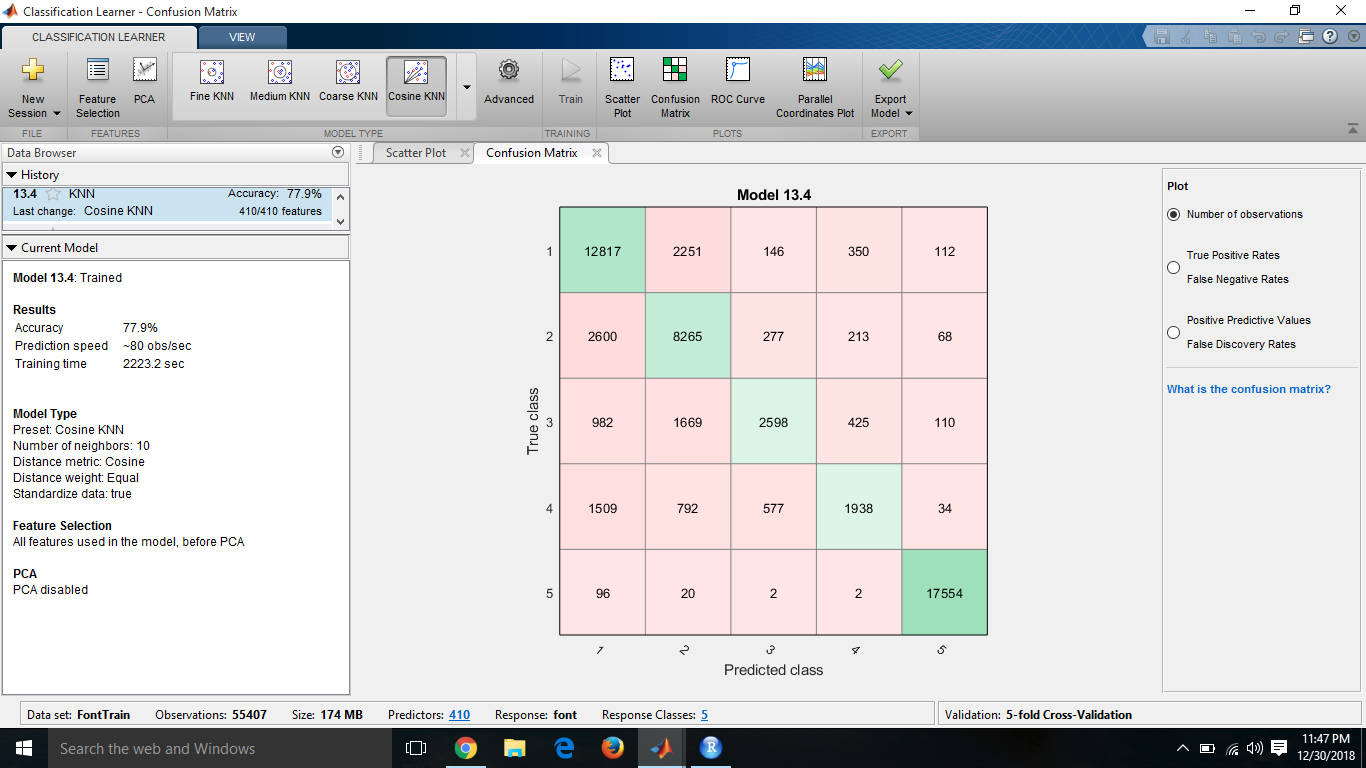 Classification Learner - Confusion Matrix
CLASSIFICATION LEARNER VIEW
New Session
Feature Selection
PCA
Fine KNN Medium KNN Coarse KNN Cosine KNN
Advanced
Train
Scatter Plot
Confusion Matrix
ROC Curve
Parallel Coordinates Plot
Export Model
FILE FEATURES MODEL TYPE TRAINING PLOTS EXPORT
Data Browser
History
13.4 KNN Accuracy: 77.9%
Last change: Cosine KNN 410/410 features
Current Model
Model 13.4: Trained
Results
Accuracy 77.9%
Prediction speed ~80 obs/sec
Training time 2223.2 sec
Model Type
Preset: Cosine KNN
Number of neighbors: 10
Distance metric: Cosine
Distance weight: Equal
Standardize data: true
Feature Selection
All features used in the model, before PCA
PCA
PCA disabled
Scatter Plot Confusion Matrix
Model 13.4
True class
1 12817 2251 146 350 112
2 2600 8265 277 213 68
3 982 1669 2598 425 110
4 1509 792 577 1938 34
5 96 20 2 2 17554
1 2 3 4 5
Predicted class
Plot
Number of observations
True Positive Rates
False Negative Rates
Positive Predictive Values
False Discovery Rates
What is the confusion matrix?
Data set: FontTrain Observations: 55407 Size: 174 MB Predictors: 410 Response: font Response Classes: 5 Validation: 5-fold Cross-Validation
Search the web and Windows
R
11:47 PM
12/30/2018